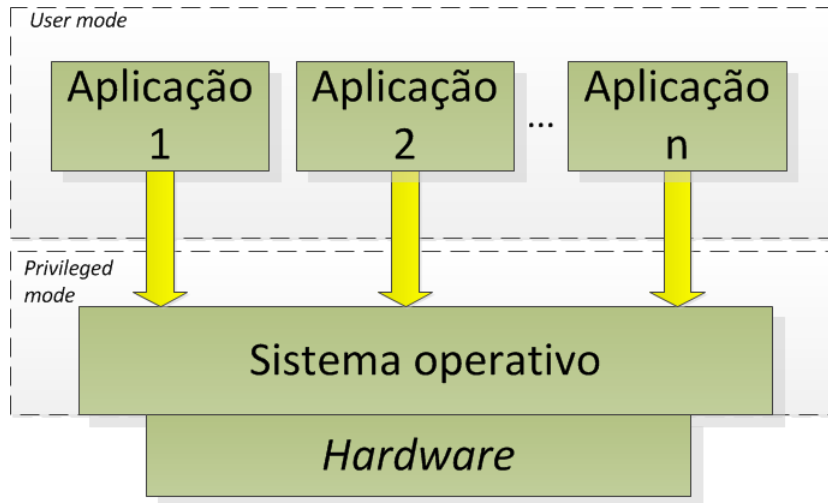 User mode
Aplicação
1
Aplicação
2
...
Aplicação
n
Privileged
mode
Sistema operativo
Hardware